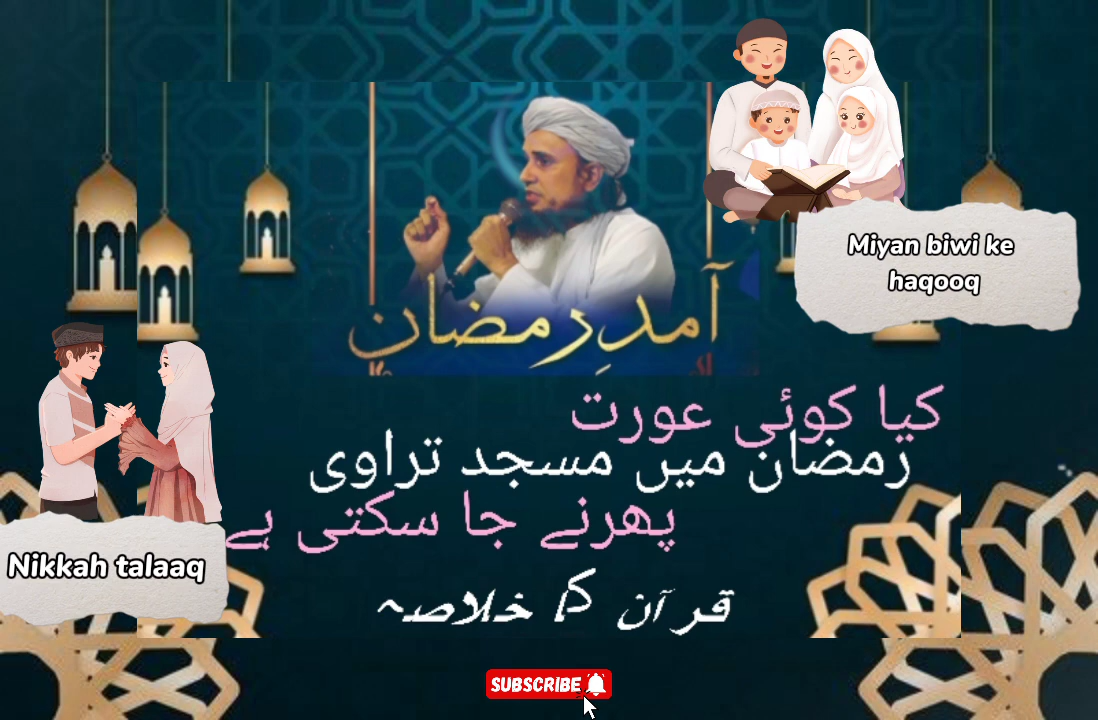 Miyan biwi ke
haqooq
آمدِ رمضان
کیا کوئی عورت
رمضان میں مسجد تراوی
پھرنے جا سکتی ہے
Nikkah talaaq
قرآن کا خلاصہ
SUBSCRIBE